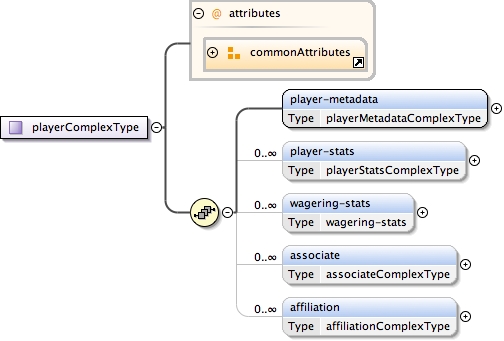 @ attributes
commonAttributes
playerComplexType
player-metadata
Type playerMetadataComplexType
0..∞
player-stats
Type playerStatsComplexType
0..∞
wagering-stats
Type wagering-stats
0..∞
associate
Type associateComplexType
0..∞
affiliation
Type affiliationComplexType